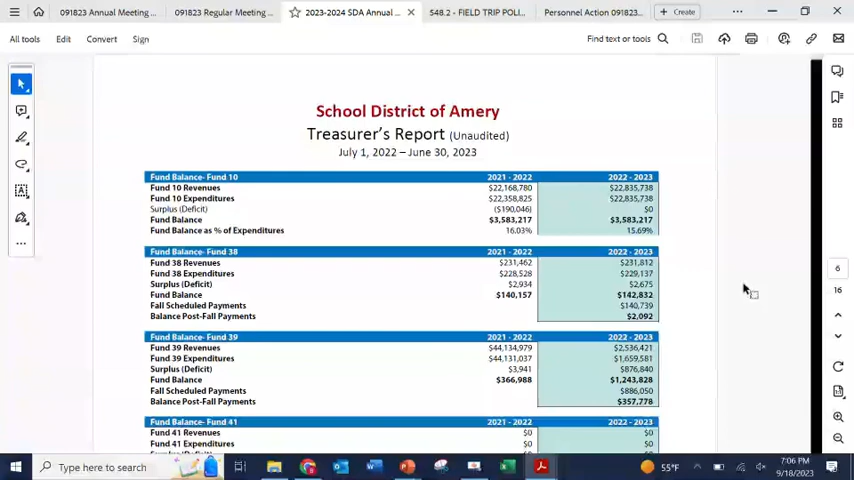 091823 Annual Meeting ...
091823 Regular Meeting ...
2023-2024 SDA Annual ...
548.2 - FIELD TRIP POLI...
Personnel Action 091823...
Create
All tools Edit Convert Sign
Find text or tools
School District of Amery
Treasurer's Report (Unaudited)
July 1, 2022 – June 30, 2023
Fund Balance- Fund 10 2021 - 2022 2022 - 2023
Fund 10 Revenues $22,168,780 $22,835,738
Fund 10 Expenditures $22,358,825 $22,835,738
Surplus (Deficit) ($190,046) $0
Fund Balance $3,583,217 $3,583,217
Fund Balance as % of Expenditures 16.03% 15.69%
Fund Balance- Fund 38 2021 - 2022 2022 - 2023
Fund 38 Revenues $231,462 $231,812
Fund 38 Expenditures $228,528 $229,137
Surplus (Deficit) $2,934 $2,675
Fund Balance $140,157 $142,832
Fall Scheduled Payments $140,739
Balance Post-Fall Payments $2,092
Fund Balance- Fund 39 2021 - 2022 2022 - 2023
Fund 39 Revenues $44,134,979 $2,536,421
Fund 39 Expenditures $44,131,037 $1,659,581
Surplus (Deficit) $3,941 $876,840
Fund Balance $366,988 $1,243,828
Fall Scheduled Payments $886,050
Balance Post-Fall Payments $357,778
Fund Balance- Fund 41 2021 - 2022 2022 - 2023
Fund 41 Revenues $0 $0
Fund 41 Expenditures $0 $0
6
16
Type here to search
55°F
7:06 PM
9/18/2023